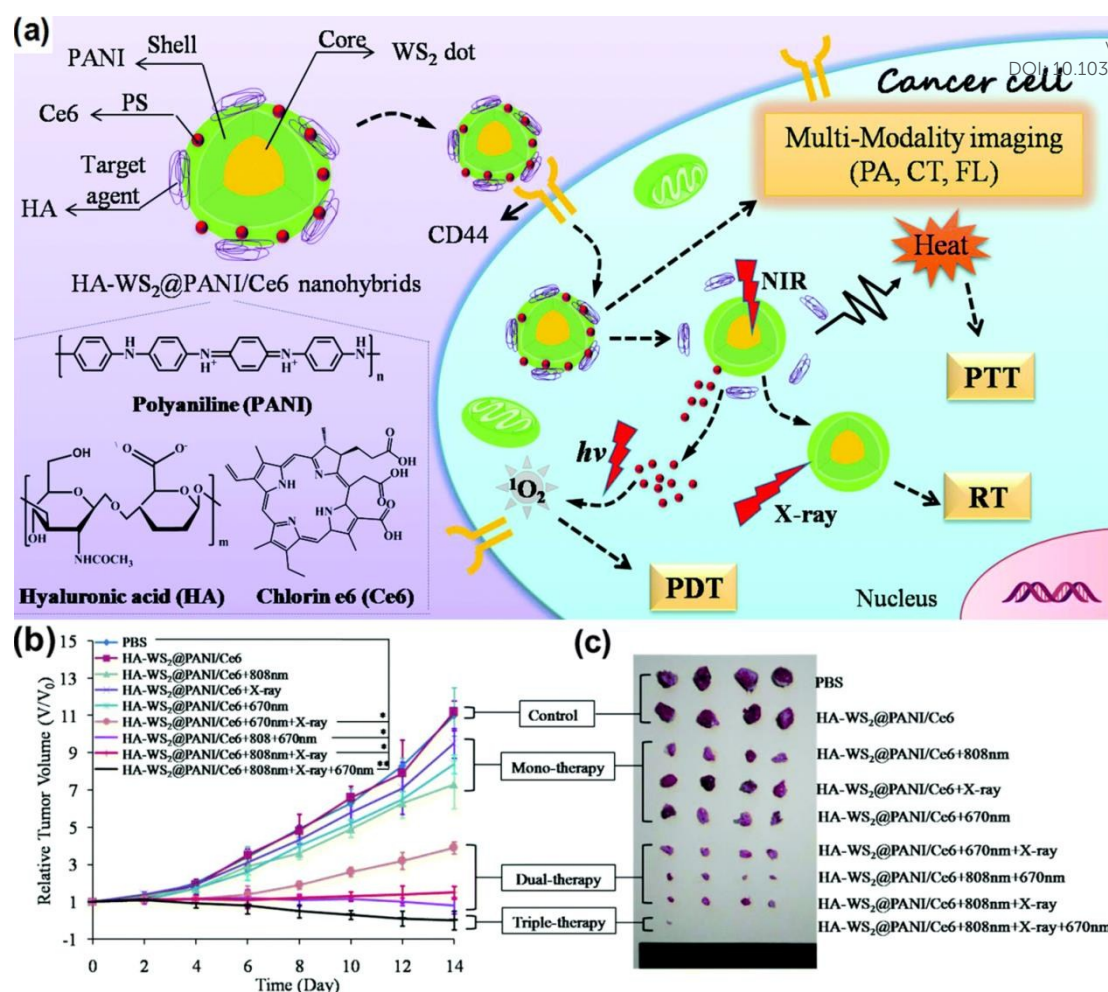 (a)
PANI
Shell
Core
WS₂ dot
Ce6
PS
Target
agent
HA
HA-WS₂@PANI/Ce6 nanohybrids
CD44
DOI: 10.103
Cancer cell
Multi-Modality imaging
(PA, CT, FL)
NIR
Heat
PTT
hν
¹O₂
X-ray
RT
PDT
Nucleus
H
N
H
N
N
H⁺
N
H⁺
n
Polyaniline (PANI)
OH
O
O⁻
O
O
O
O
OH
NHCOCH₃
m
Hyaluronic acid (HA)
O
OH
NH
N
N
HN
O
OH
O
OH
Chlorin e6 (Ce6)
(b)
Relative Tumor Volume (V/V₀)
15
13
11
9
7
5
3
1
-1
PBS
HA-WS₂@PANI/Ce6
HA-WS₂@PANI/Ce6+808nm
HA-WS₂@PANI/Ce6+X-ray
HA-WS₂@PANI/Ce6+670nm
HA-WS₂@PANI/Ce6+670nm+X-ray
*
HA-WS₂@PANI/Ce6+808+670nm
*
HA-WS₂@PANI/Ce6+808nm+X-ray
*
HA-WS₂@PANI/Ce6+808nm+X-ray+670nm
**
0 2 4 6 8 10 12 14
Time (Day)
Control
Mono-therapy
Dual-therapy
Triple-therapy
(c)
PBS
HA-WS₂@PANI/Ce6
HA-WS₂@PANI/Ce6+808nm
HA-WS₂@PANI/Ce6+X-ray
HA-WS₂@PANI/Ce6+670nm
HA-WS₂@PANI/Ce6+670nm+X-ray
HA-WS₂@PANI/Ce6+808nm+670nm
HA-WS₂@PANI/Ce6+808nm+X-ray
HA-WS₂@PANI/Ce6+808nm+X-ray+670nm